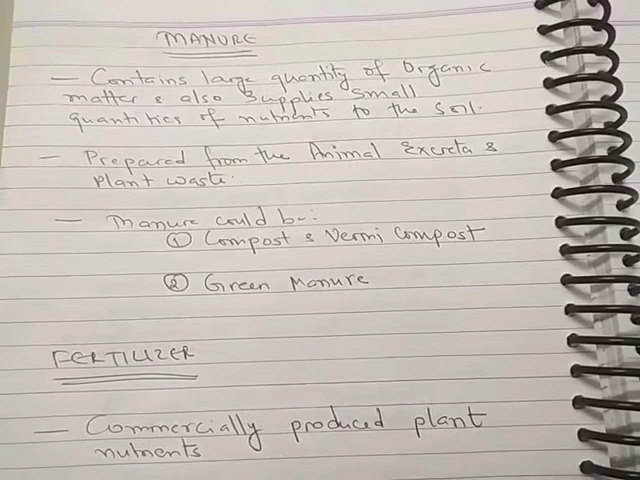 MANURE
— Contains large quantity of Organic
matter & also Supplies Small
quantities of nutrients to the Soil.
— Prepared from the Animal Excreta &
Plant waste.
— Manure could be:
① Compost & Vermi Compost
② Green Manure
FERTILIZER
— Commercially produced plant
nutrients